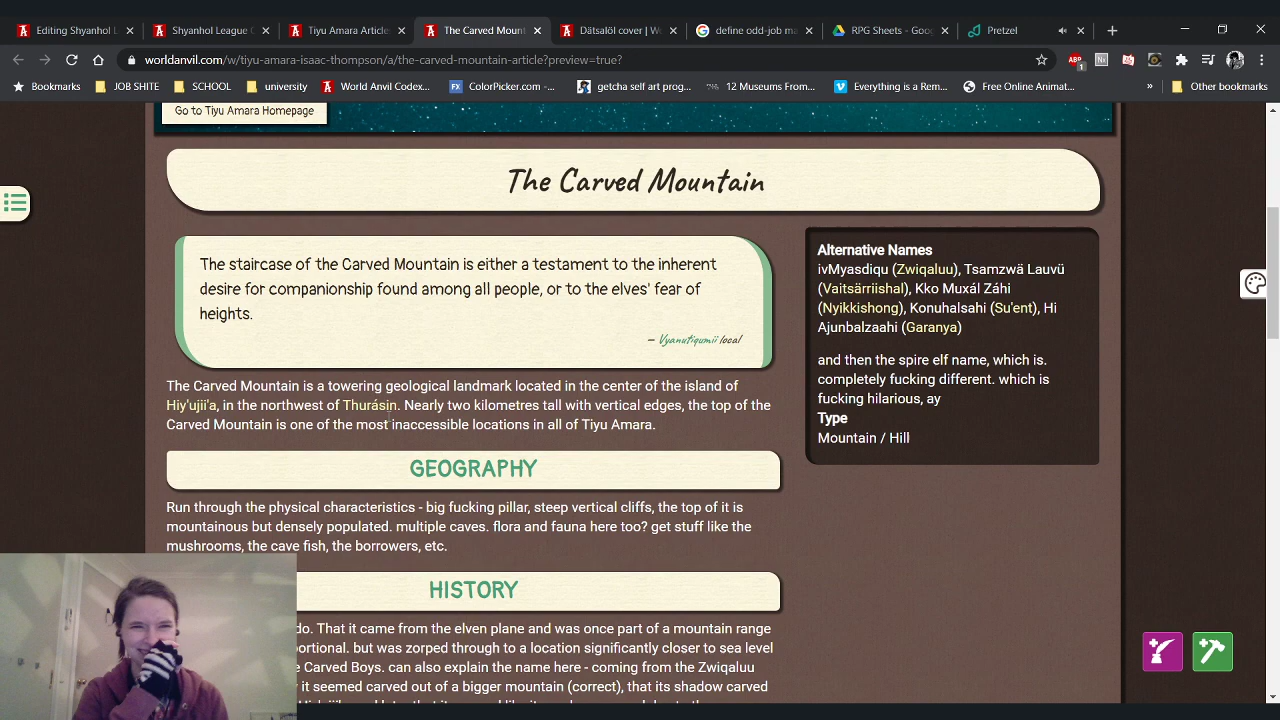 Editing Shyanhol L
Shyanhol League C
Tiyu Amara Article
The Carved Mount
Dätsalöl cover | Wo
define odd-job ma
RPG Sheets - Goog
Pretzel
worldanvil.com/w/tiyu-amara-isaac-thompson/a/the-carved-mountain-article?preview=true?
Bookmarks
JOB SHITE
SCHOOL
university
World Anvil Codex...
ColorPicker.com -...
getcha self art prog...
12 Museums From...
Everything is a Rem...
Free Online Animat...
»
Other bookmarks
Go to Tiyu Amara Homepage
The Carved Mountain
The staircase of the Carved Mountain is either a testament to the inherent
desire for companionship found among all people, or to the elves' fear of
heights.
— Vyanutiqumii local
The Carved Mountain is a towering geological landmark located in the center of the island of
Hiy'ujii'a, in the northwest of Thurásin. Nearly two kilometres tall with vertical edges, the top of the
Carved Mountain is one of the most inaccessible locations in all of Tiyu Amara.
GEOGRAPHY
Run through the physical characteristics - big fucking pillar, steep vertical cliffs, the top of it is
mountainous but densely populated. multiple caves. flora and fauna here too? get stuff like the
mushrooms, the cave fish, the borrowers, etc.
HISTORY
do. That it came from the elven plane and was once part of a mountain range
portional. but was zorped through to a location significantly closer to sea level
e Carved Boys. can also explain the name here - coming from the Zwiqaluu
it seemed carved out of a bigger mountain (correct), that its shadow carved
Alternative Names
ivMyasdiqu (Zwiqaluu), Tsamzwä Lauvü
(Vaitsärriishal), Kko Muxál Záhi
(Nyikkishong), Konuhalsahi (Su'ent), Hi
Ajunbalzaahi (Garanya)
and then the spire elf name, which is.
completely fucking different. which is
fucking hilarious, ay
Type
Mountain / Hill